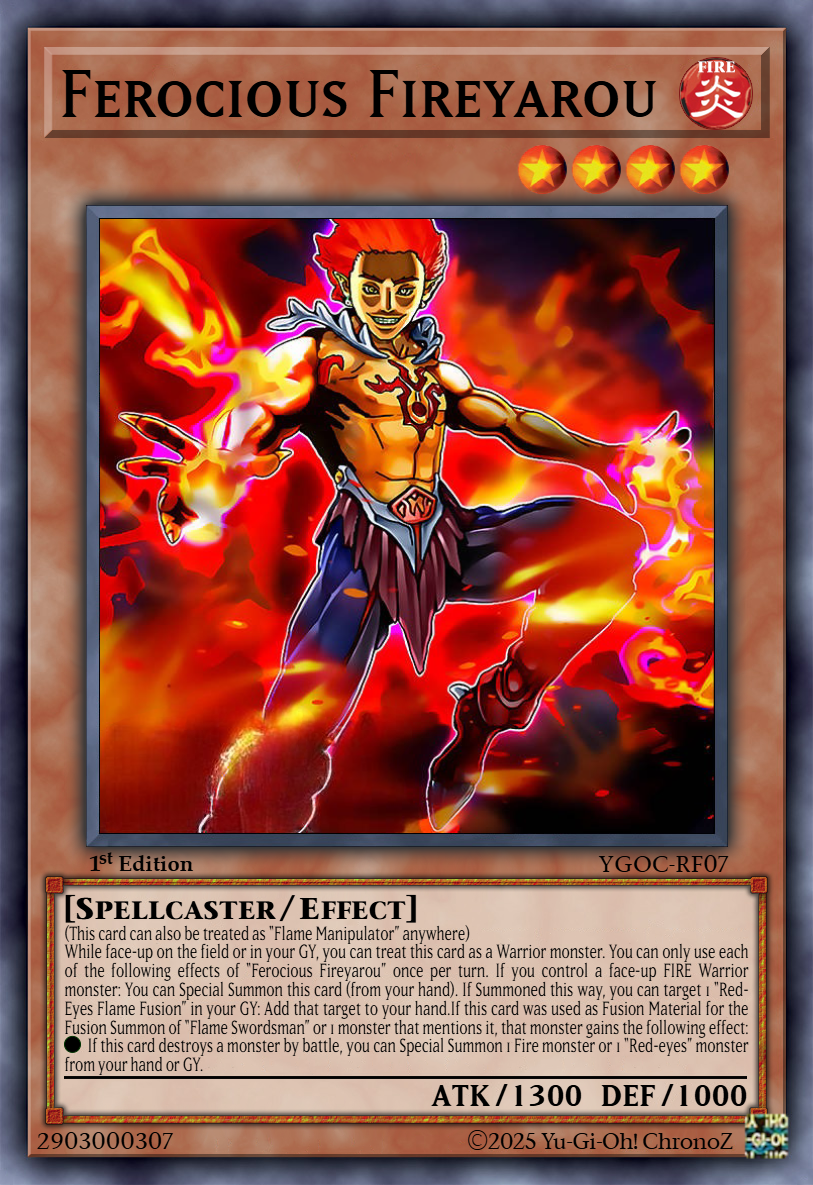 Ferocious Fireyarou
FIRE
炎
1st Edition
YGOC-RF07
[Spellcaster/Effect]
(This card can also be treated as "Flame Manipulator" anywhere)
While face-up on the field or in your GY, you can treat this card as a Warrior monster. You can only use each
of the following effects of "Ferocious Fireyarou" once per turn. If you control a face-up FIRE Warrior
monster: You can Special Summon this card (from your hand). If Summoned this way, you can target 1 "Red-
Eyes Flame Fusion" in your GY: Add that target to your hand.If this card was used as Fusion Material for the
Fusion Summon of "Flame Swordsman" or 1 monster that mentions it, that monster gains the following effect:
● If this card destroys a monster by battle, you can Special Summon 1 Fire monster or 1 "Red-eyes" monster
from your hand or GY.
ATK/1300 DEF/1000
2903000307
©2025 Yu-Gi-Oh! ChronoZ